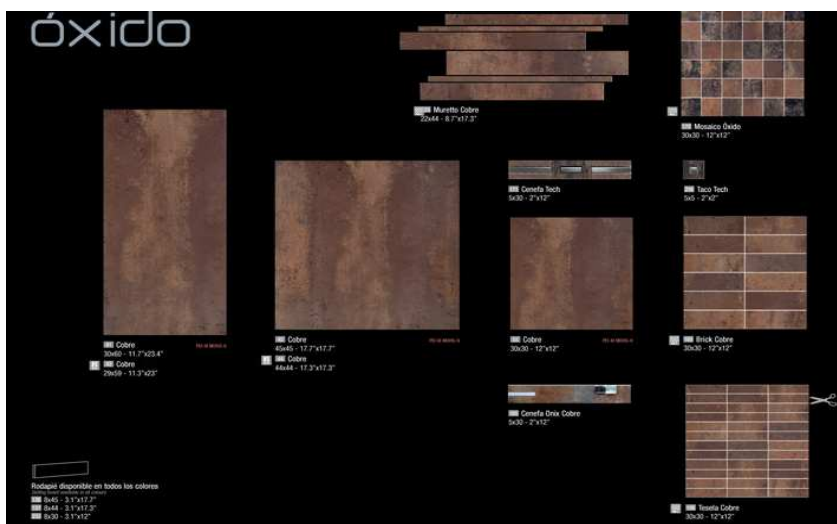 óxido
Muretto Cobre
22x44 - 8.7"x17.3"
Mosaico Óxido
30x30 - 12"x12"
Cenefa Tech
5x30 - 2"x12"
Taco Tech
5x5 - 2"x2"
Cobre
30x60 - 11.7"x23.4"
Cobre
29x59 - 11.3"x23"
Cobre
45x45 - 17.7"x17.7"
Cobre
44x44 - 17.3"x17.3"
Cobre
30x30 - 12"x12"
Brick Cobre
30x30 - 12"x12"
Cenefa Onix Cobre
5x30 - 2"x12"
Tesela Cobre
30x30 - 12"x12"
Rodapié disponible en todos los colores
8x45 - 3.1"x17.7"
8x44 - 3.1"x17.3"
8x30 - 3.1"x12"